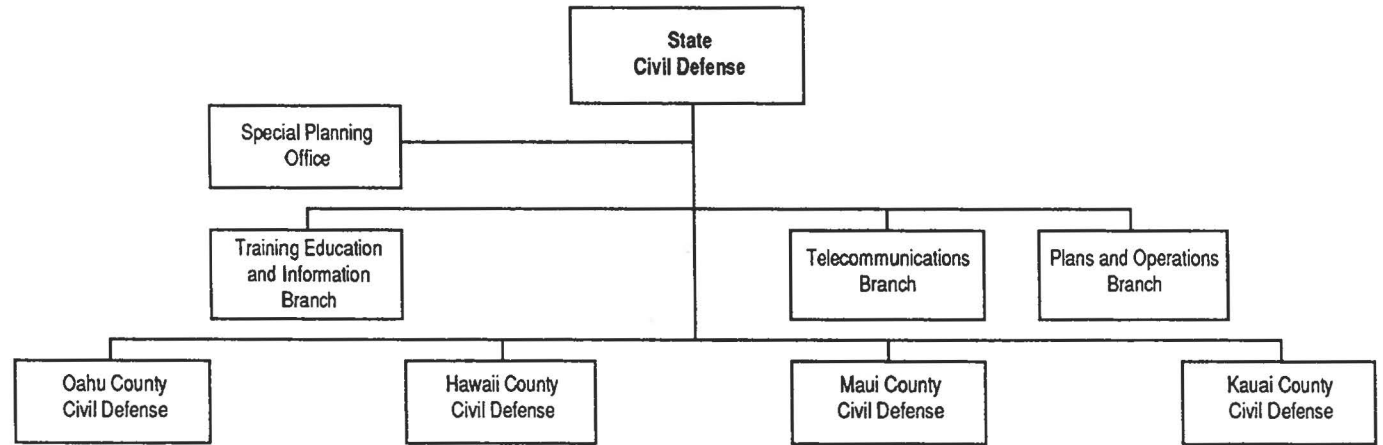 State
Civil Defense
Special Planning
Office
Training Education
and Information
Branch
Telecommunications
Branch
Plans and Operations
Branch
Oahu County
Civil Defense
Hawaii County
Civil Defense
Maui County
Civil Defense
Kauai County
Civil Defense